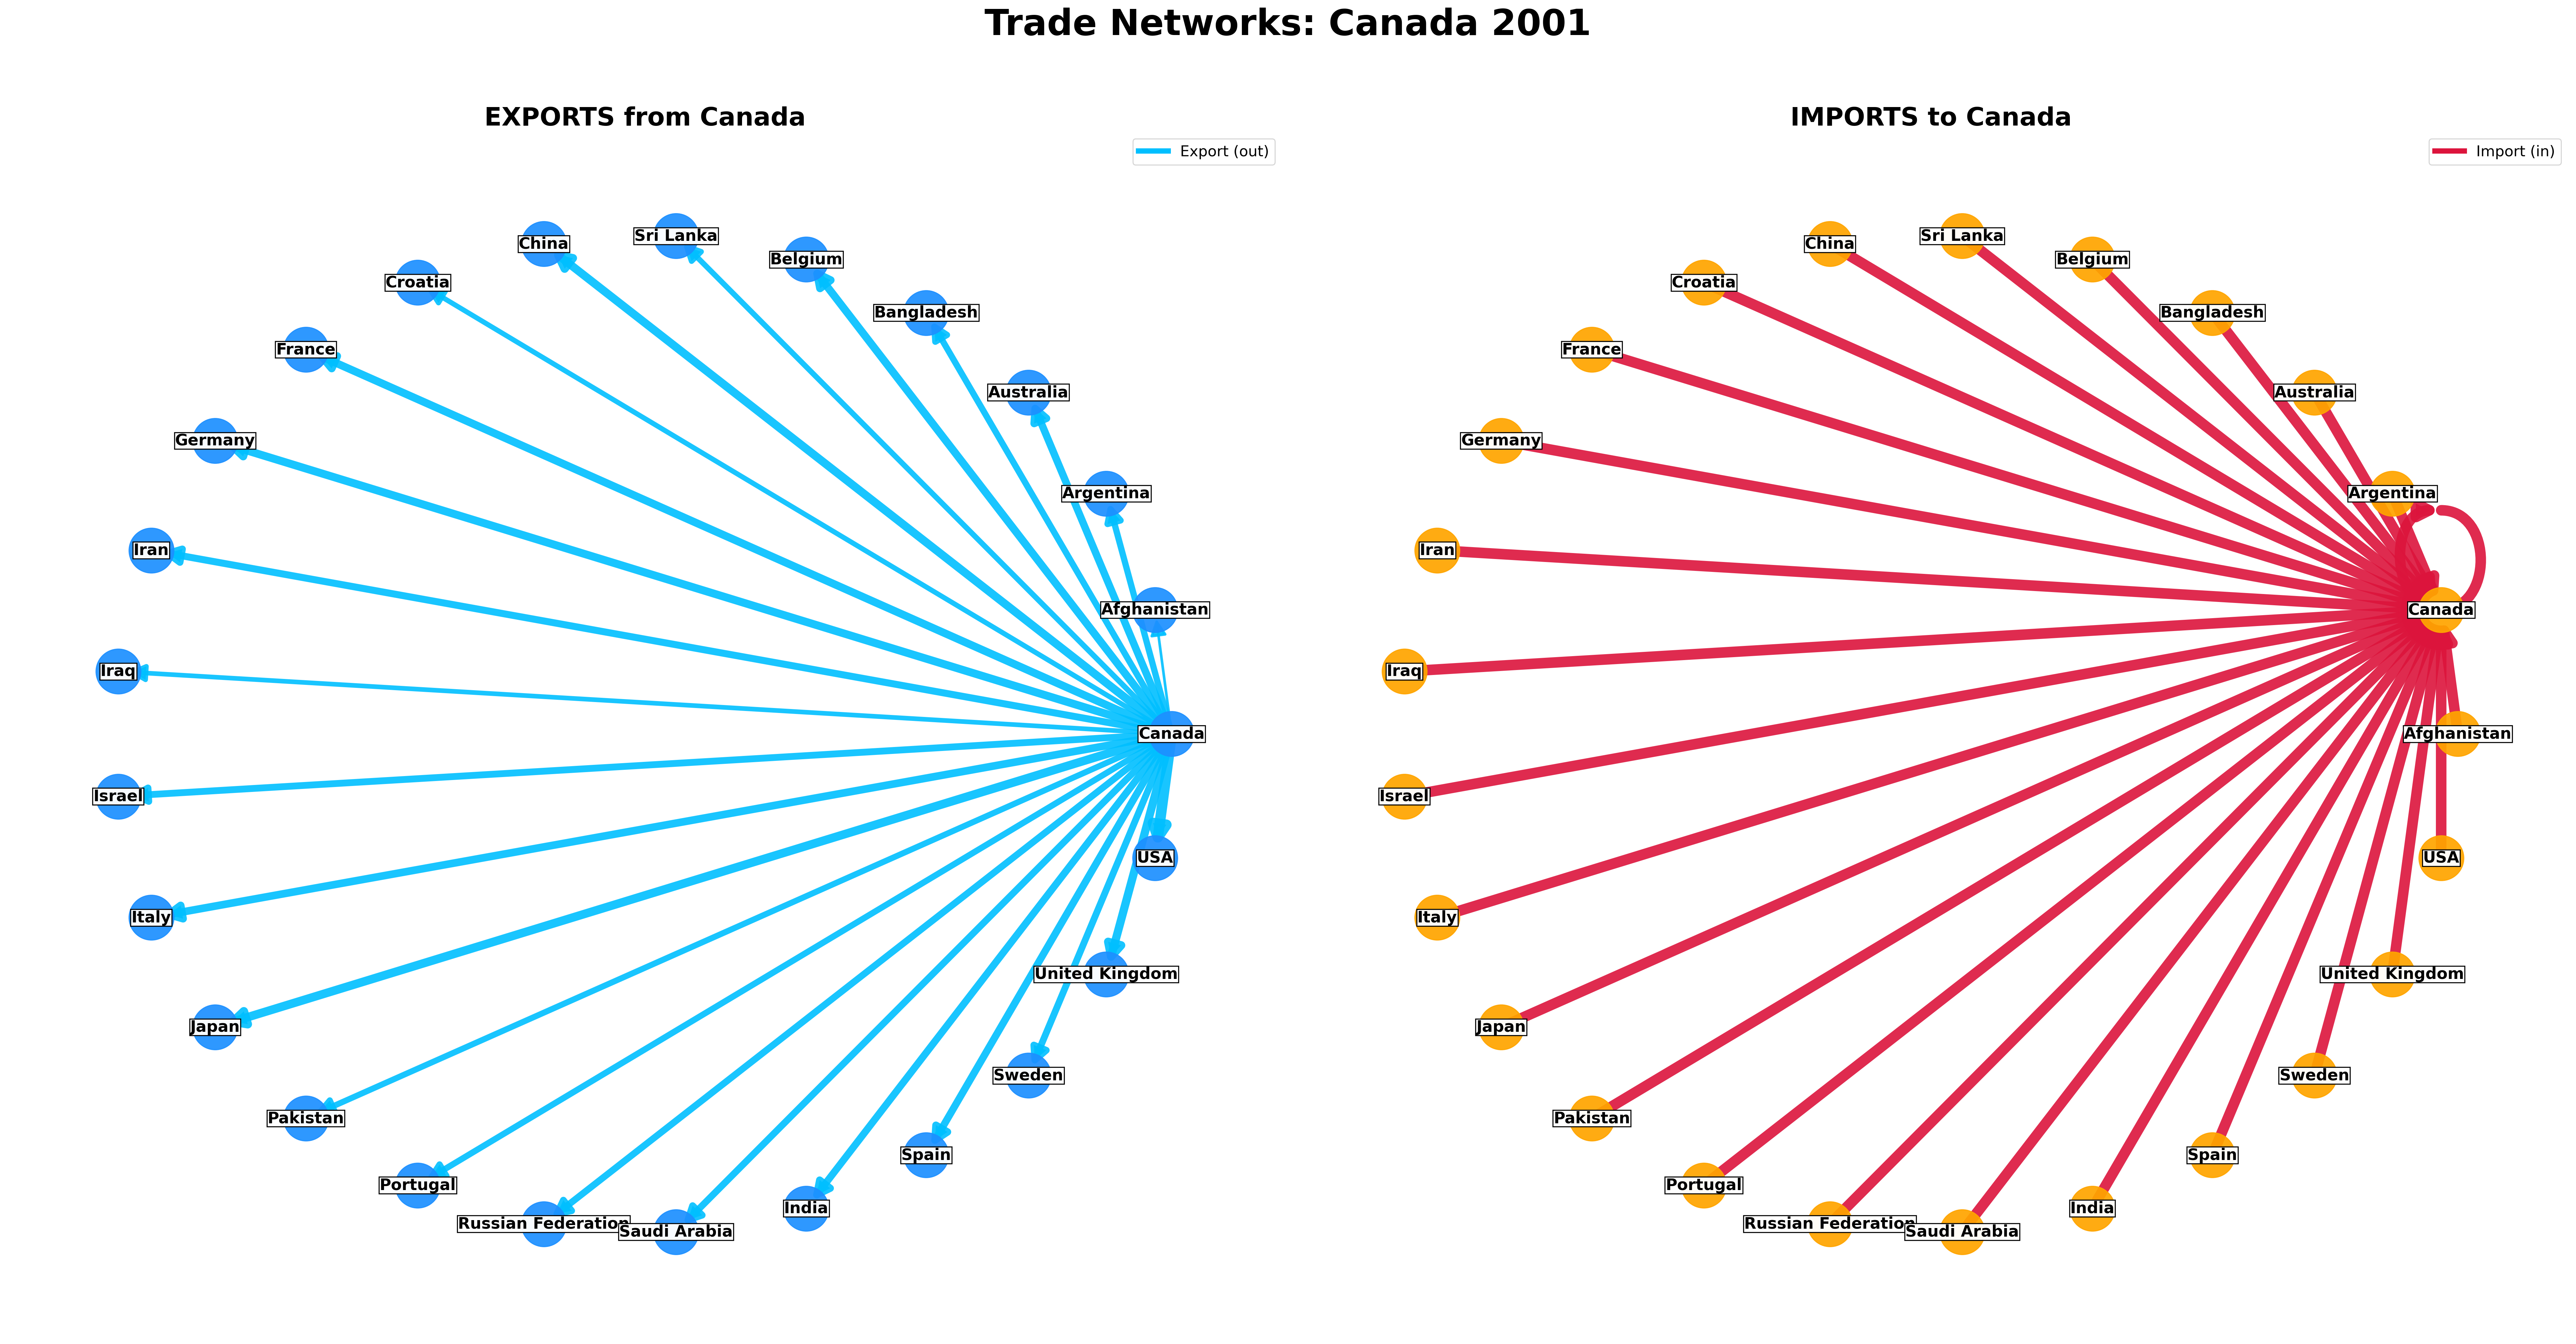 Trade Networks: Canada 2001
EXPORTS from Canada
Export (out)
China
Sri Lanka
Belgium
Croatia
Bangladesh
France
Australia
Germany
Argentina
Iran
Afghanistan
Iraq
Canada
Israel
USA
Italy
United Kingdom
Japan
Sweden
Pakistan
Spain
Portugal
India
Russian Federation
Saudi Arabia
IMPORTS to Canada
Import (in)
China
Sri Lanka
Belgium
Croatia
Bangladesh
France
Australia
Germany
Argentina
Iran
Canada
Iraq
Afghanistan
Israel
USA
Italy
United Kingdom
Japan
Sweden
Pakistan
Spain
Portugal
India
Russian Federation
Saudi Arabia